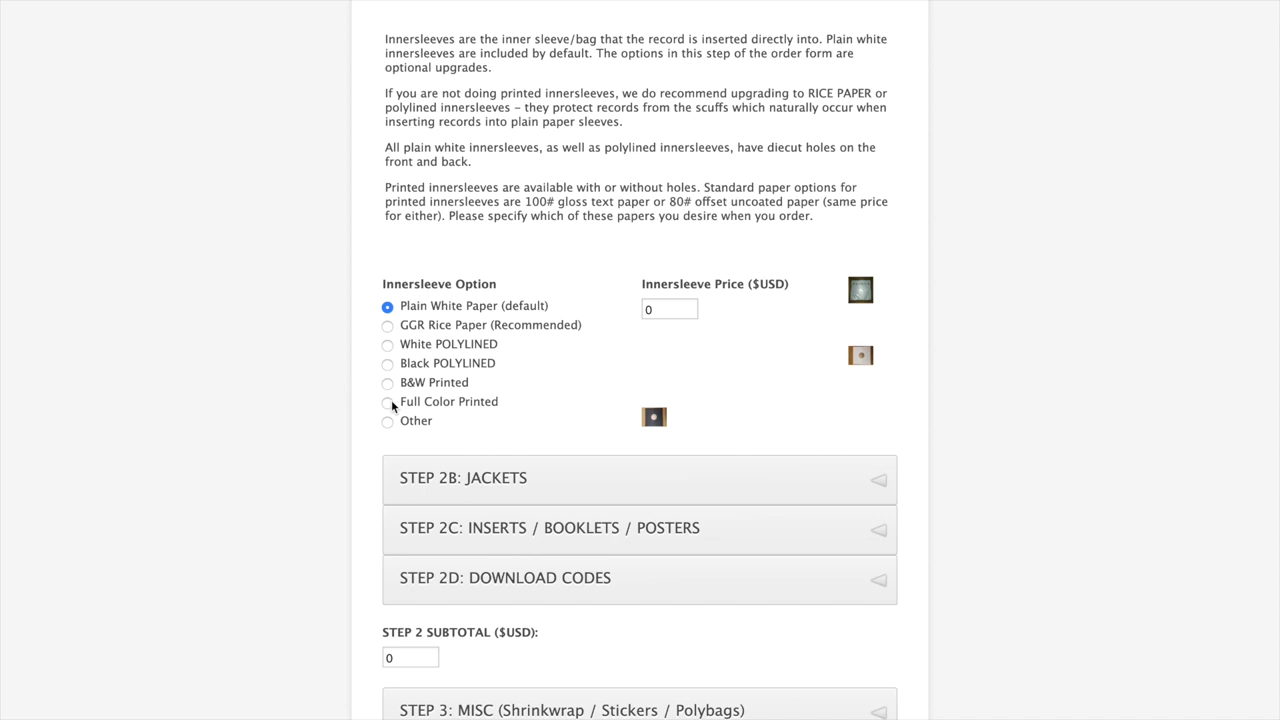 Innersleeves are the inner sleeve/bag that the record is inserted directly into. Plain white
innersleeves are included by default. The options in this step of the order form are
optional upgrades.
If you are not doing printed innersleeves, we do recommend upgrading to RICE PAPER or
polylined innersleeves – they protect records from the scuffs which naturally occur when
inserting records into plain paper sleeves.
All plain white innersleeves, as well as polylined innersleeves, have diecut holes on the
front and back.
Printed innersleeves are available with or without holes. Standard paper options for
printed innersleeves are 100# gloss text paper or 80# offset uncoated paper (same price
for either). Please specify which of these papers you desire when you order.
Innersleeve Option
Plain White Paper (default)
GGR Rice Paper (Recommended)
White POLYLINED
Black POLYLINED
B&W Printed
Full Color Printed
Other
Innersleeve Price ($USD)
0
STEP 2B: JACKETS
STEP 2C: INSERTS / BOOKLETS / POSTERS
STEP 2D: DOWNLOAD CODES
STEP 2 SUBTOTAL ($USD):
0
STEP 3: MISC (Shrinkwrap / Stickers / Polybags)